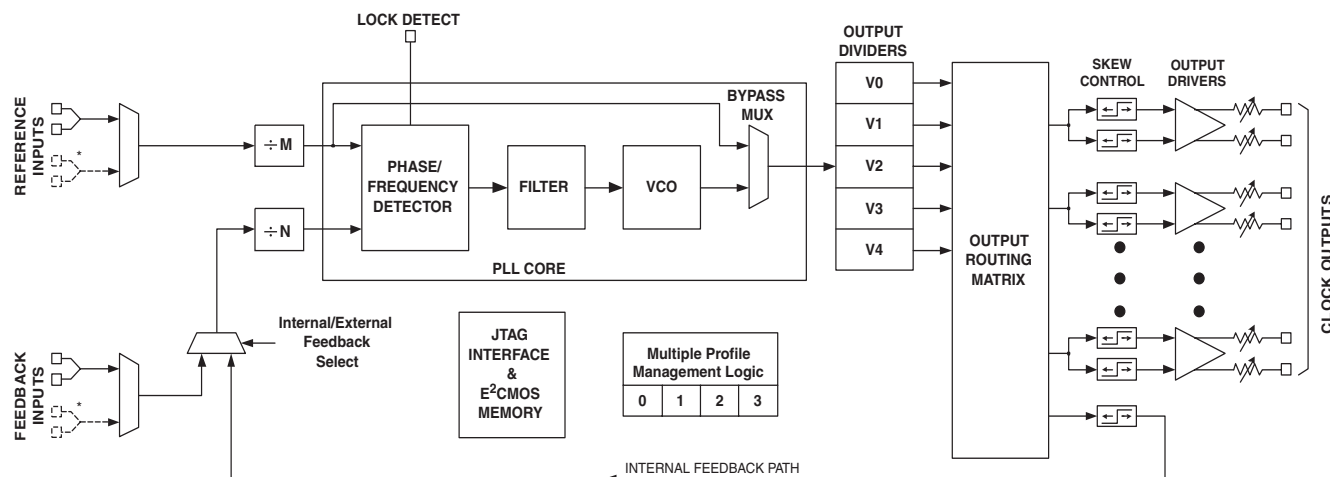 LOCK DETECT
OUTPUT
DIVIDERS
SKEW
CONTROL
OUTPUT
DRIVERS
REFERENCE
INPUTS
*
÷M
÷N
PHASE/
FREQUENCY
DETECTOR
FILTER
VCO
BYPASS
MUX
PLL CORE
V0
V1
V2
V3
V4
OUTPUT
ROUTING
MATRIX
CLOCK OUTPUTS
FEEDBACK
INPUTS
*
Internal/External
Feedback
Select
JTAG
INTERFACE
&
E²CMOS
MEMORY
Multiple Profile
Management Logic
0 1 2 3
INTERNAL FEEDBACK PATH